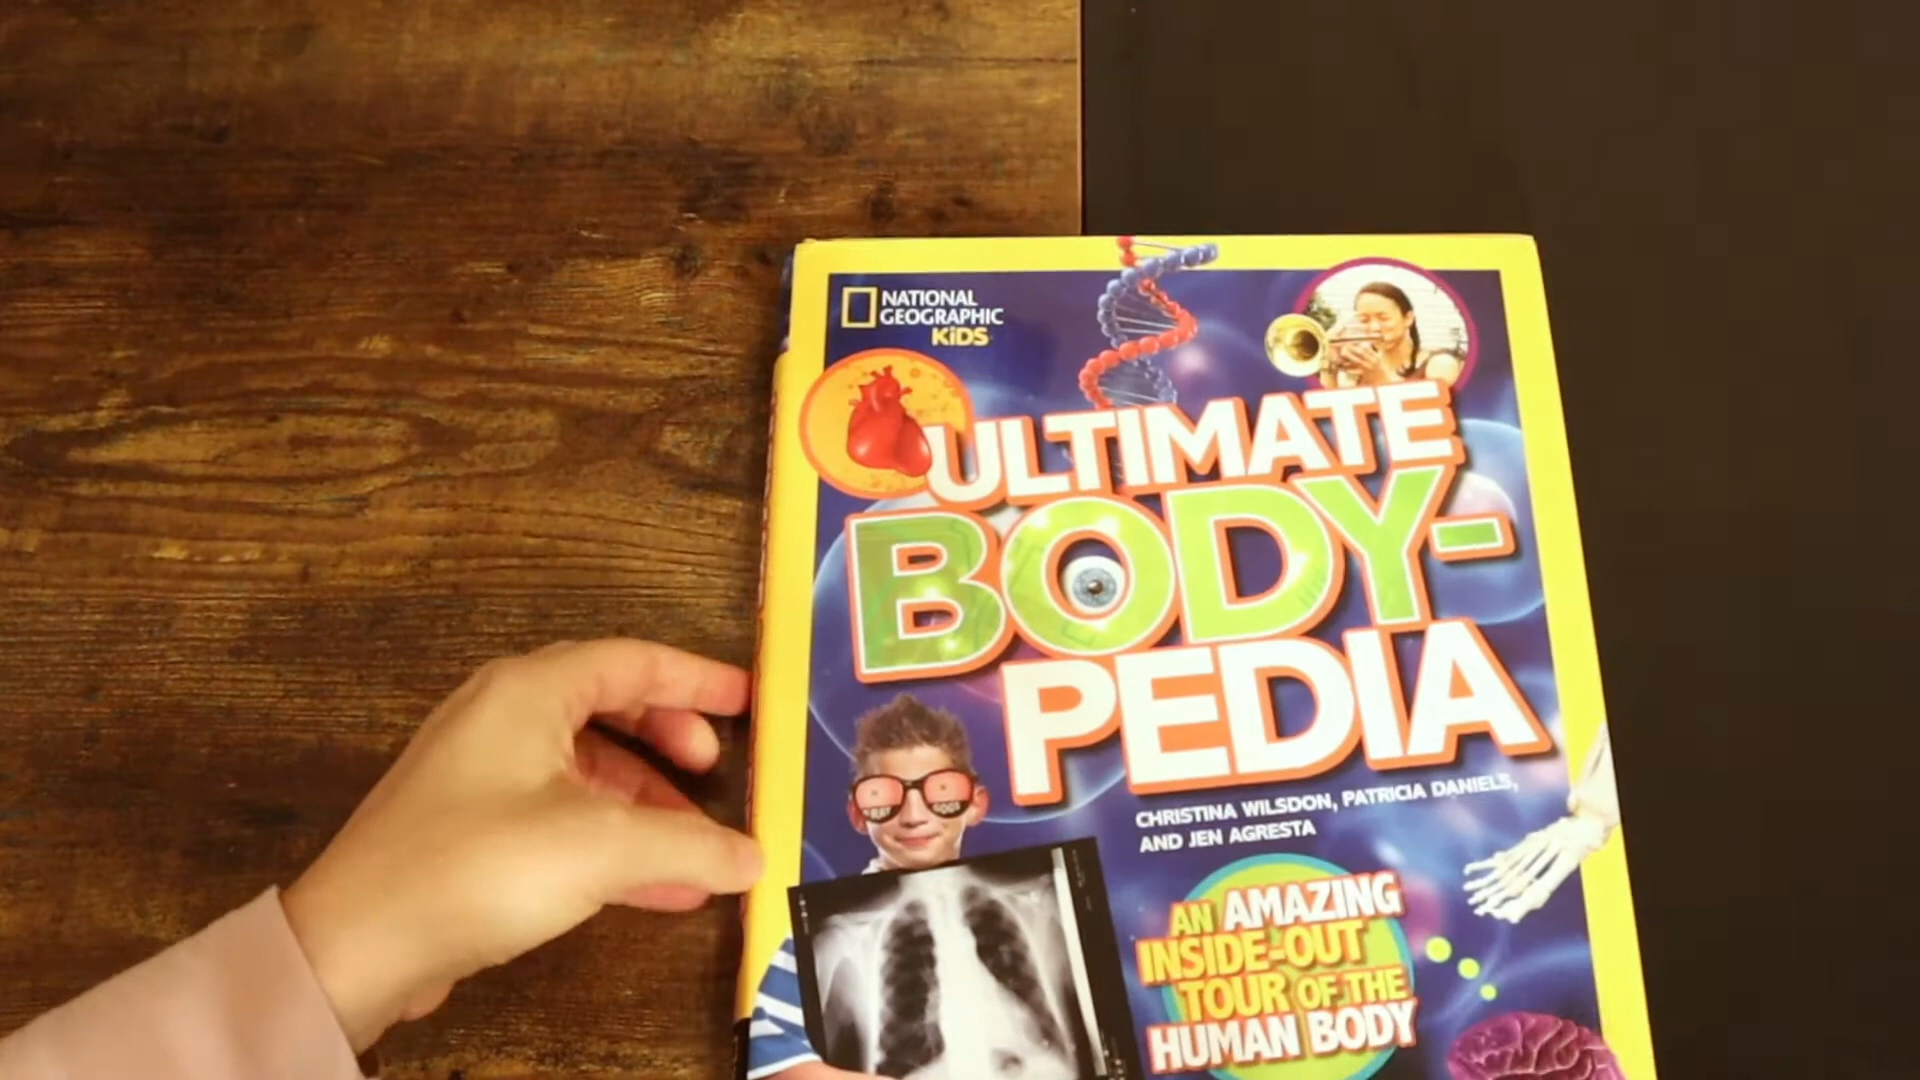 NATIONAL
GEOGRAPHIC
KiDS
ULTIMATE
BODY-
PEDIA
CHRISTINA WILSDON, PATRICIA DANIELS,
AND JEN AGRESTA
AN AMAZING
INSIDE-OUT
TOUR OF THE
HUMAN BODY